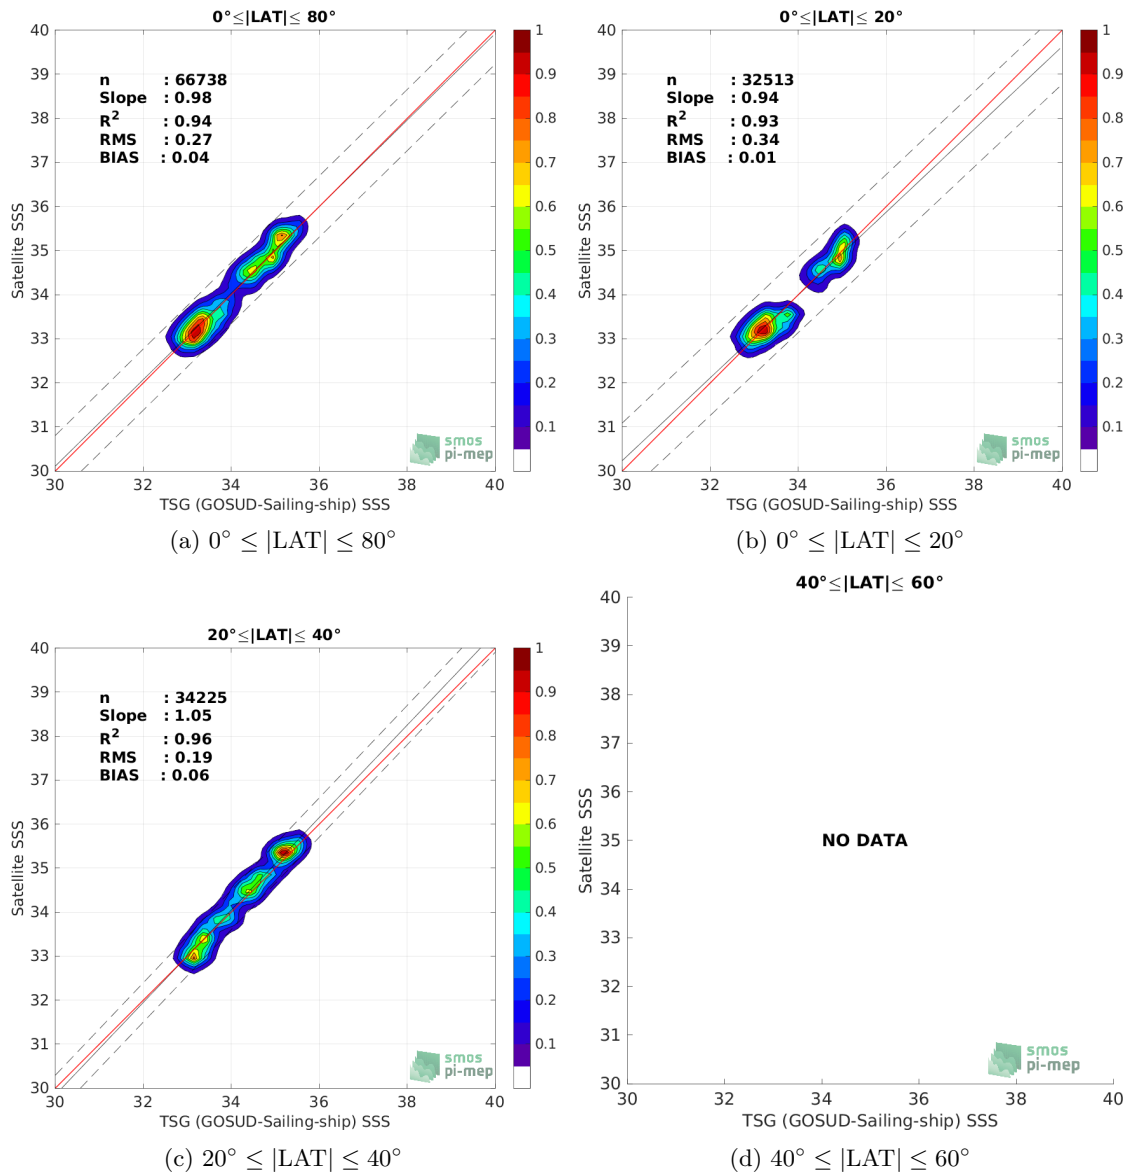 0°≤|LAT|≤ 80°
40
39
38
37
36
35
34
33
32
31
30
Satellite SSS
n : 66738
Slope : 0.98
R² : 0.94
RMS : 0.27
BIAS : 0.04
smos
pi-mep
30 32 34 36 38 40
TSG (GOSUD-Sailing-ship) SSS
1
0.9
0.8
0.7
0.6
0.5
0.4
0.3
0.2
0.1
(a) 0° ≤ |LAT| ≤ 80°
0°≤|LAT|≤ 20°
40
39
38
37
36
35
34
33
32
31
30
Satellite SSS
n : 32513
Slope : 0.94
R² : 0.93
RMS : 0.34
BIAS : 0.01
smos
pi-mep
30 32 34 36 38 40
TSG (GOSUD-Sailing-ship) SSS
1
0.9
0.8
0.7
0.6
0.5
0.4
0.3
0.2
0.1
(b) 0° ≤ |LAT| ≤ 20°
20°≤|LAT|≤ 40°
40
39
38
37
36
35
34
33
32
31
30
Satellite SSS
n : 34225
Slope : 1.05
R² : 0.96
RMS : 0.19
BIAS : 0.06
smos
pi-mep
30 32 34 36 38 40
TSG (GOSUD-Sailing-ship) SSS
1
0.9
0.8
0.7
0.6
0.5
0.4
0.3
0.2
0.1
(c) 20° ≤ |LAT| ≤ 40°
40°≤|LAT|≤ 60°
40
39
38
37
36
35
34
33
32
31
30
Satellite SSS
NO DATA
smos
pi-mep
30 32 34 36 38 40
TSG (GOSUD-Sailing-ship) SSS
(d) 40° ≤ |LAT| ≤ 60°